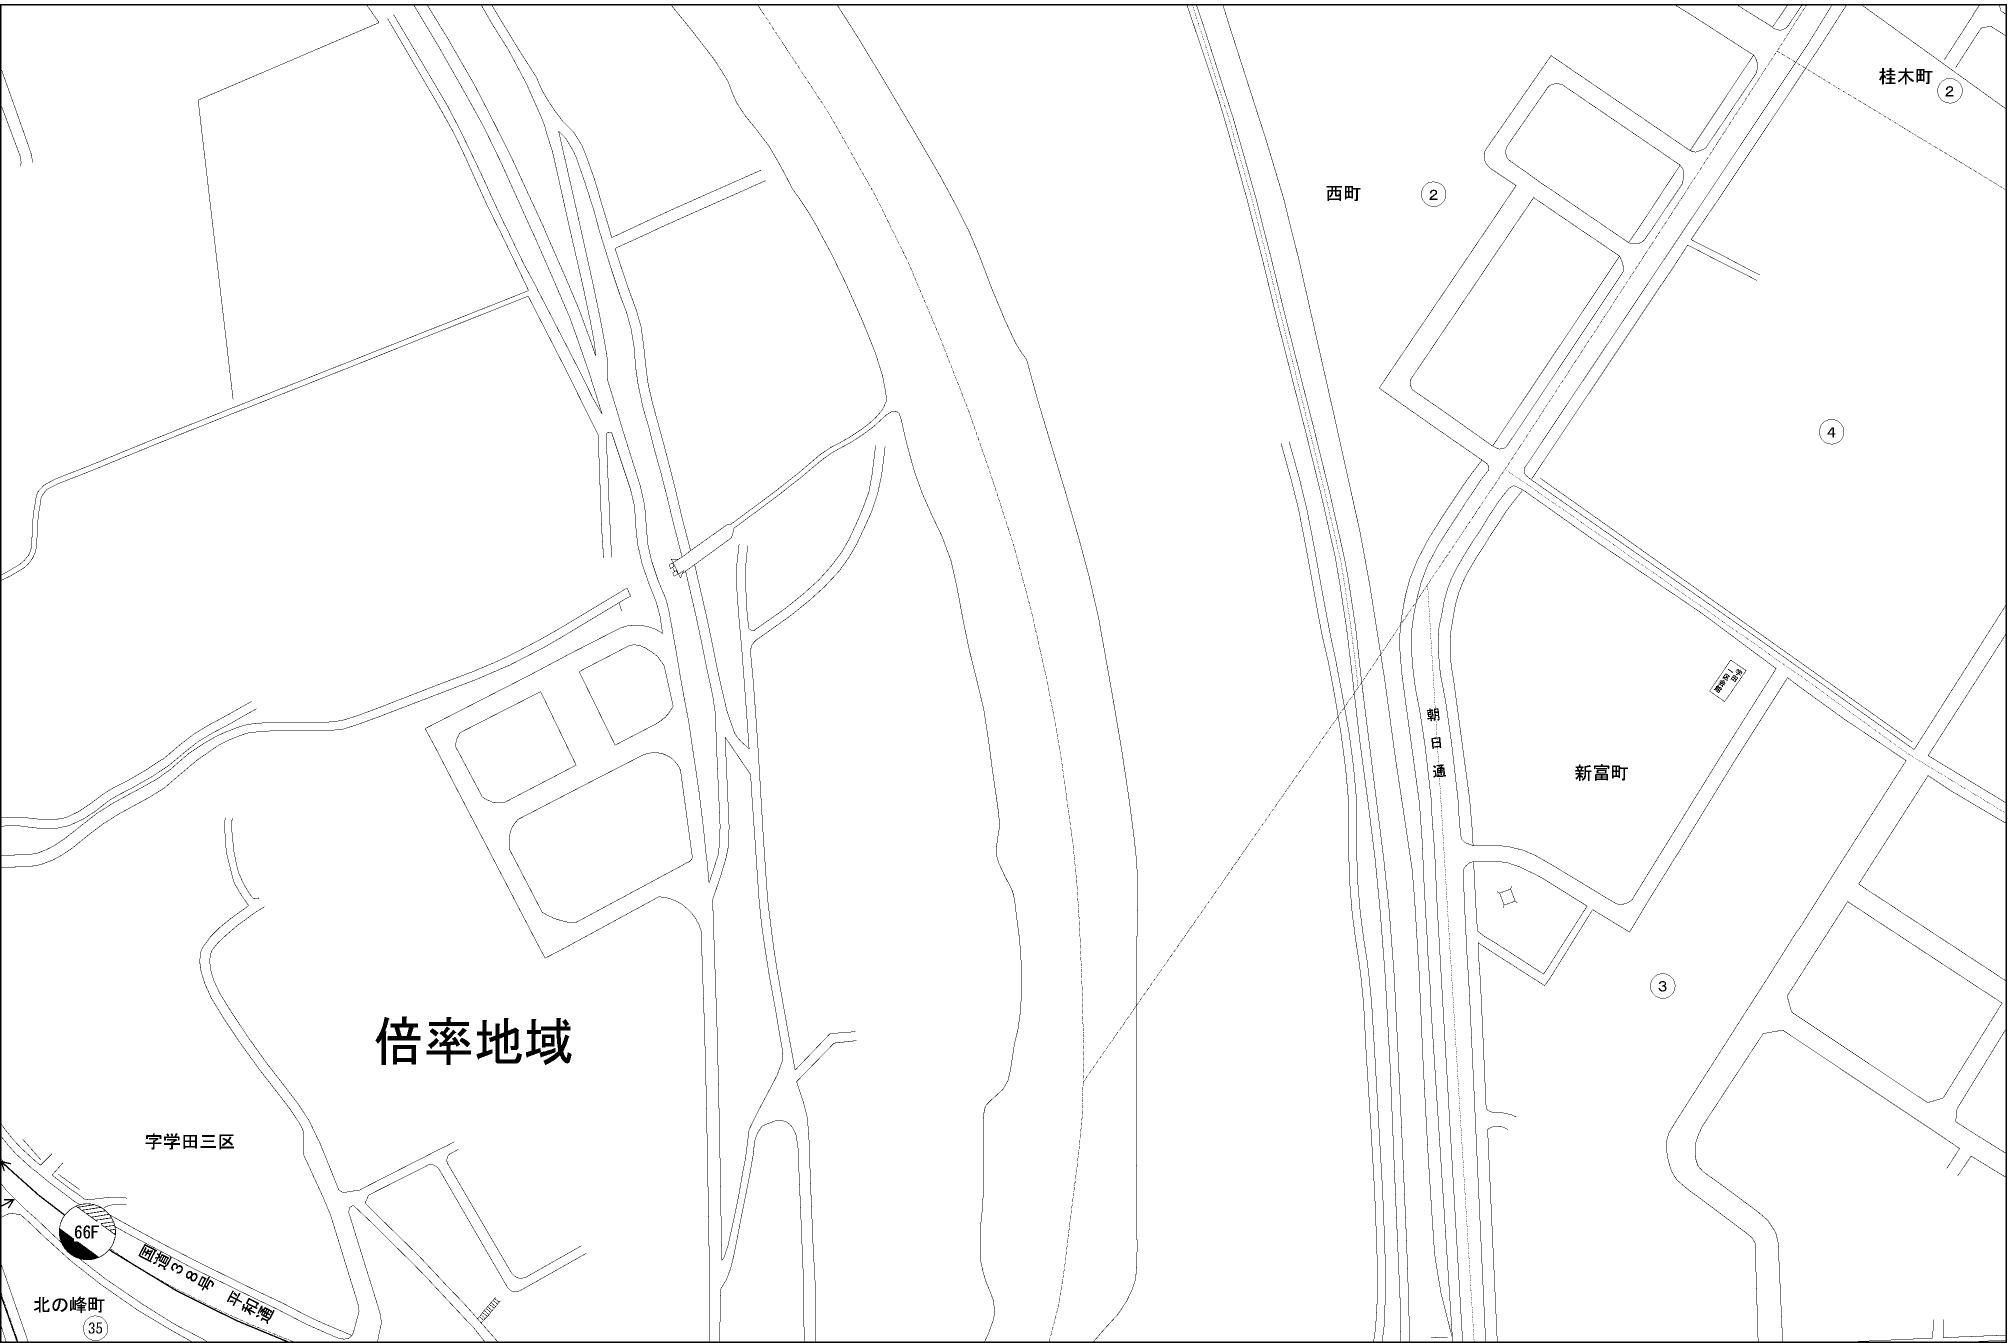 桂木町
②
西町
②
④
朝日通
新富町
③
倍率地域
字学田三区
66F
国道38号 平和通
北の峰町
㉟